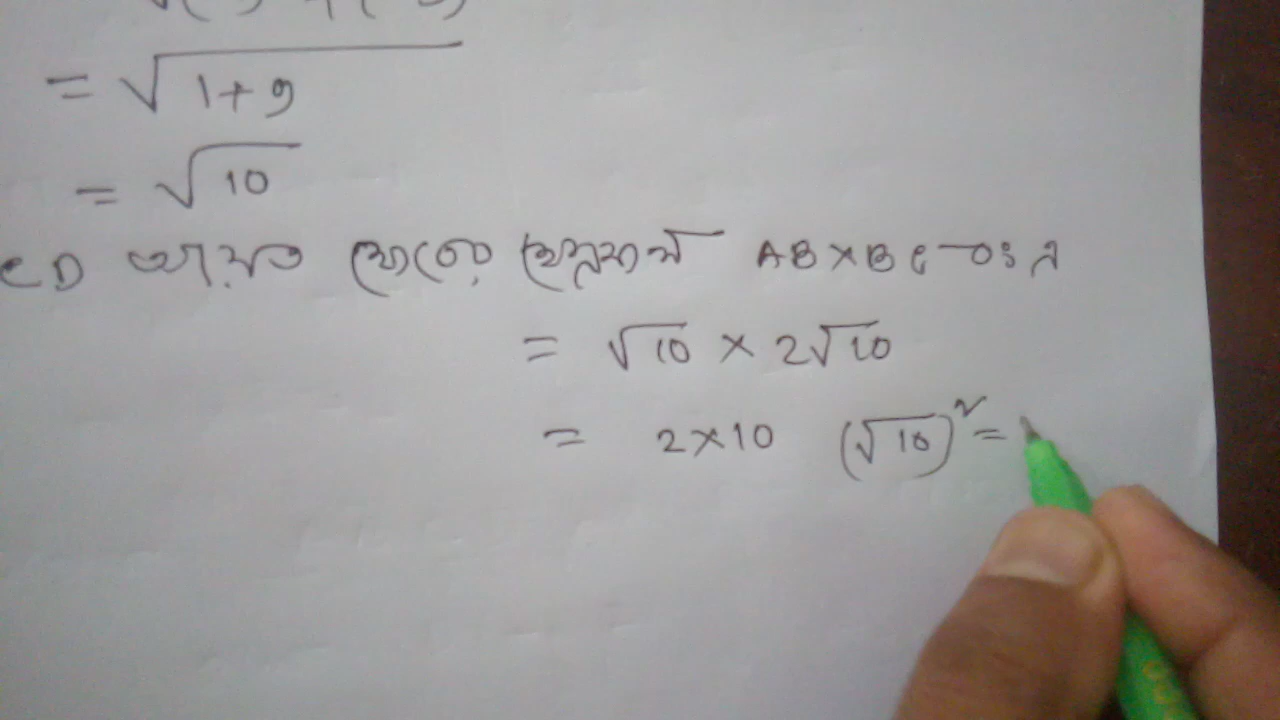 = √1+9
= √10
CD আয়ত ক্ষেত্রের ক্ষেত্রফল AB×BC
= √10 × 2√10
= 2×10 (√10)² =